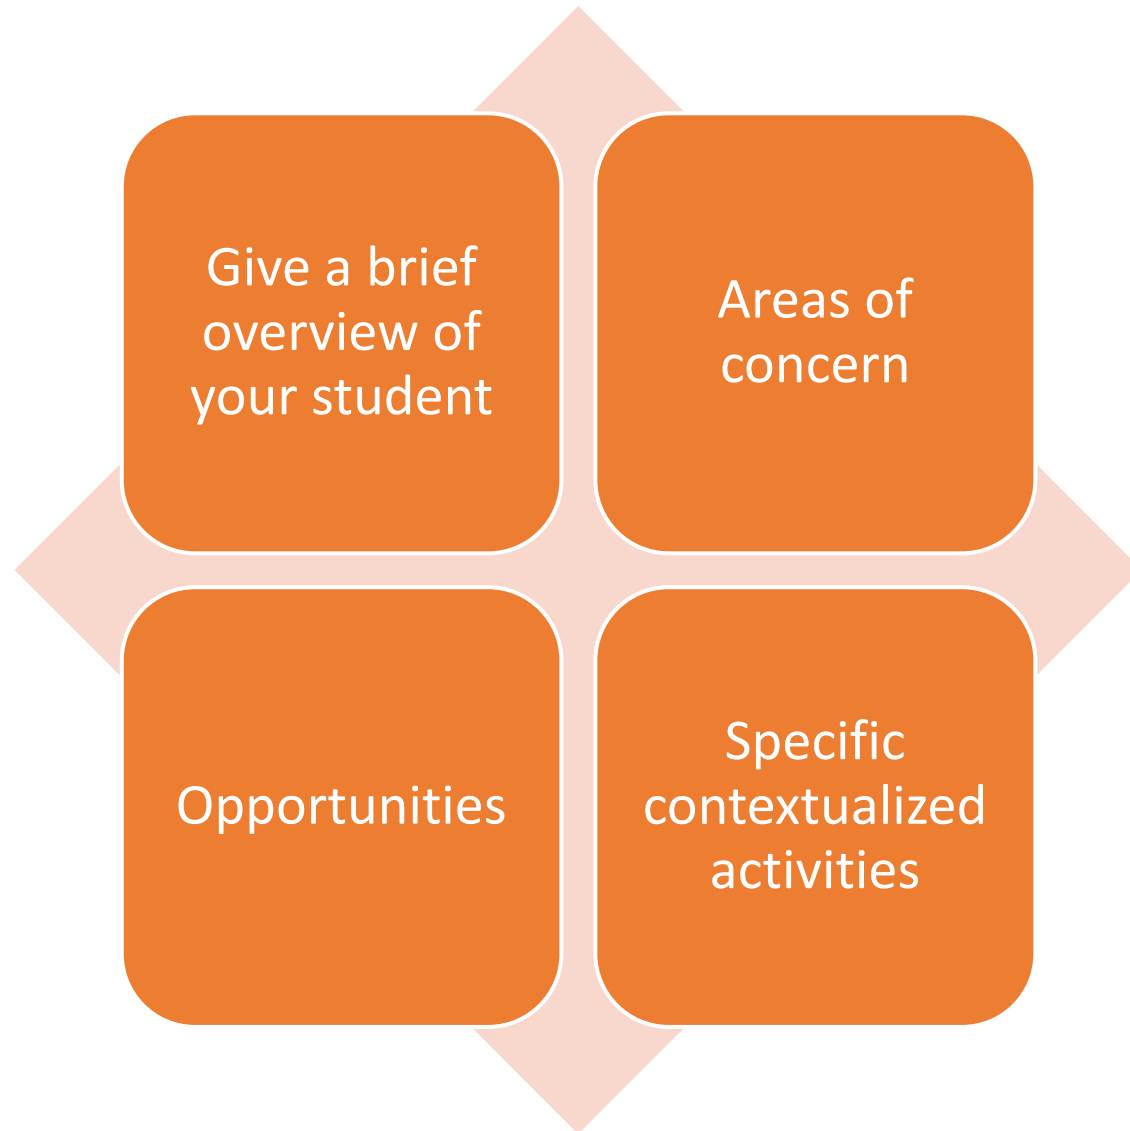 Give a brief
overview of
your student
Areas of
concern
Opportunities
Specific
contextualized
activities